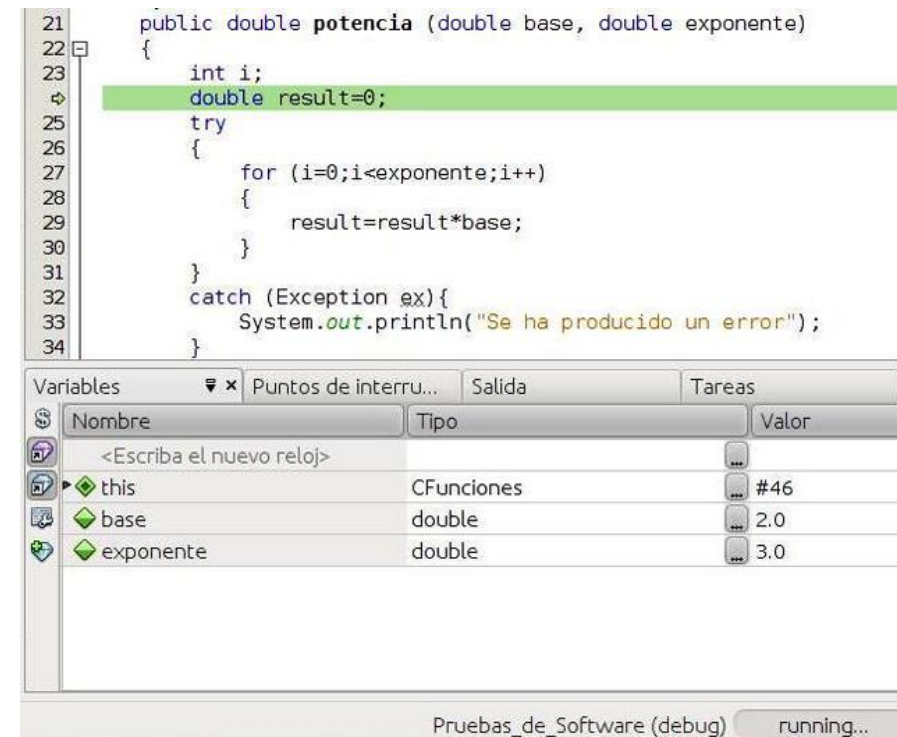 21 public double potencia (double base, double exponente)
22 {
23 int i;
double result=0;
25 try
26 {
27 for (i=0;i<exponente;i++)
28 {
29 result=result*base;
30 }
31 }
32 catch (Exception ex){
33 System.out.println("Se ha producido un error");
34 }
Variables Puntos de interru... Salida Tareas
Nombre Tipo Valor
<Escriba el nuevo reloj> ...
this CFunciones ... #46
base double ... 2.0
exponente double ... 3.0
Pruebas_de_Software (debug) running...